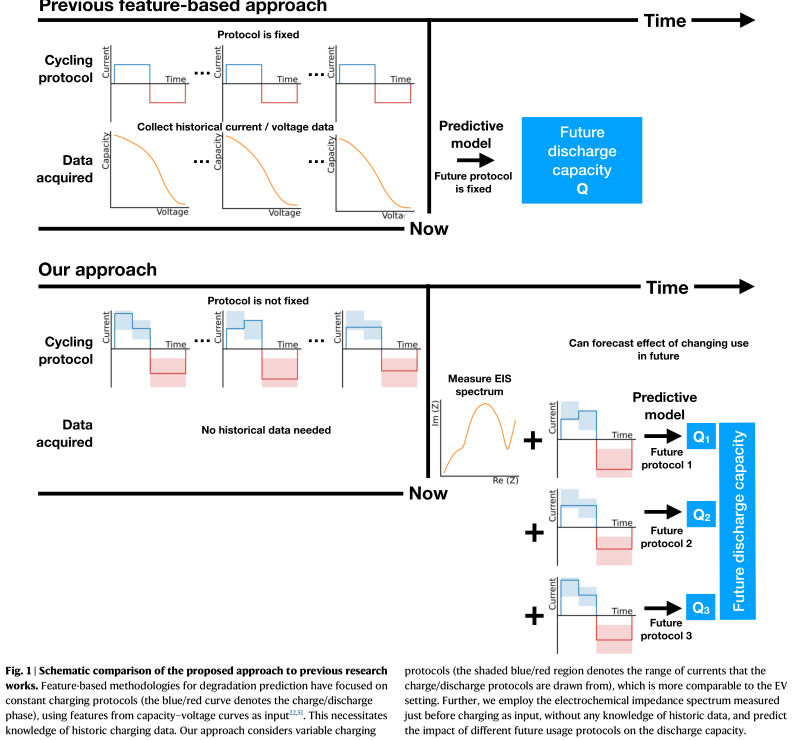 Previous feature-based approach
Time
Protocol is fixed
Cycling
protocol
Current
Time
...
Current
Time
...
Current
Time
Collect historical current / voltage data
Data
acquired
Capacity
Voltage
...
Capacity
Voltage
...
Capacity
Volta
Predictive
model
Future protocol
is fixed
Future
discharge
capacity
Q
Now
Our approach
Time
Protocol is not fixed
Cycling
protocol
Current
Time
...
Current
Time
...
Current
Time
Can forecast effect of changing use
in future
Data
acquired
No historical data needed
Measure EIS
spectrum
Im (Z)
Re (Z)
Now
+
Current
Time
Predictive
model
Future
protocol 1
Q1
+
Current
Time
Future
protocol 2
Q2
+
Current
Time
Future
protocol 3
Q3
Future discharge capacity
Fig. 1 | Schematic comparison of the proposed approach to previous research
works. Feature-based methodologies for degradation prediction have focused on
constant charging protocols (the blue/red curve denotes the charge/discharge
phase), using features from capacity–voltage curves as input22,51. This necessitates
knowledge of historic charging data. Our approach considers variable charging
protocols (the shaded blue/red region denotes the range of currents that the
charge/discharge protocols are drawn from), which is more comparable to the EV
setting. Further, we employ the electrochemical impedance spectrum measured
just before charging as input, without any knowledge of historic data, and predict
the impact of different future usage protocols on the discharge capacity.